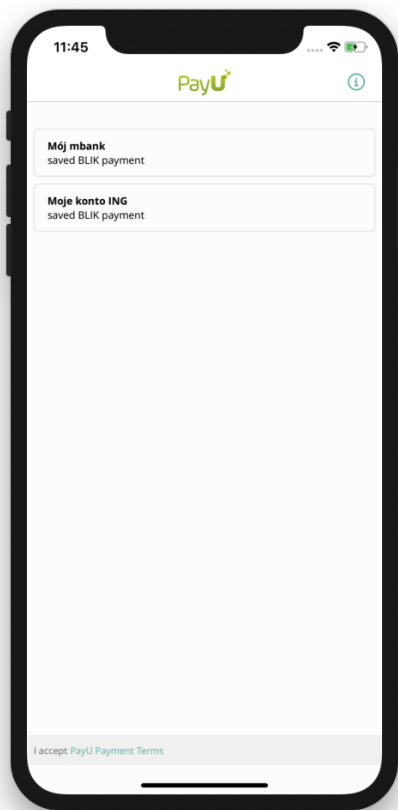 11:45
PayU
Mój mbank
saved BLIK payment
Moje konto ING
saved BLIK payment
I accept PayU Payment Terms